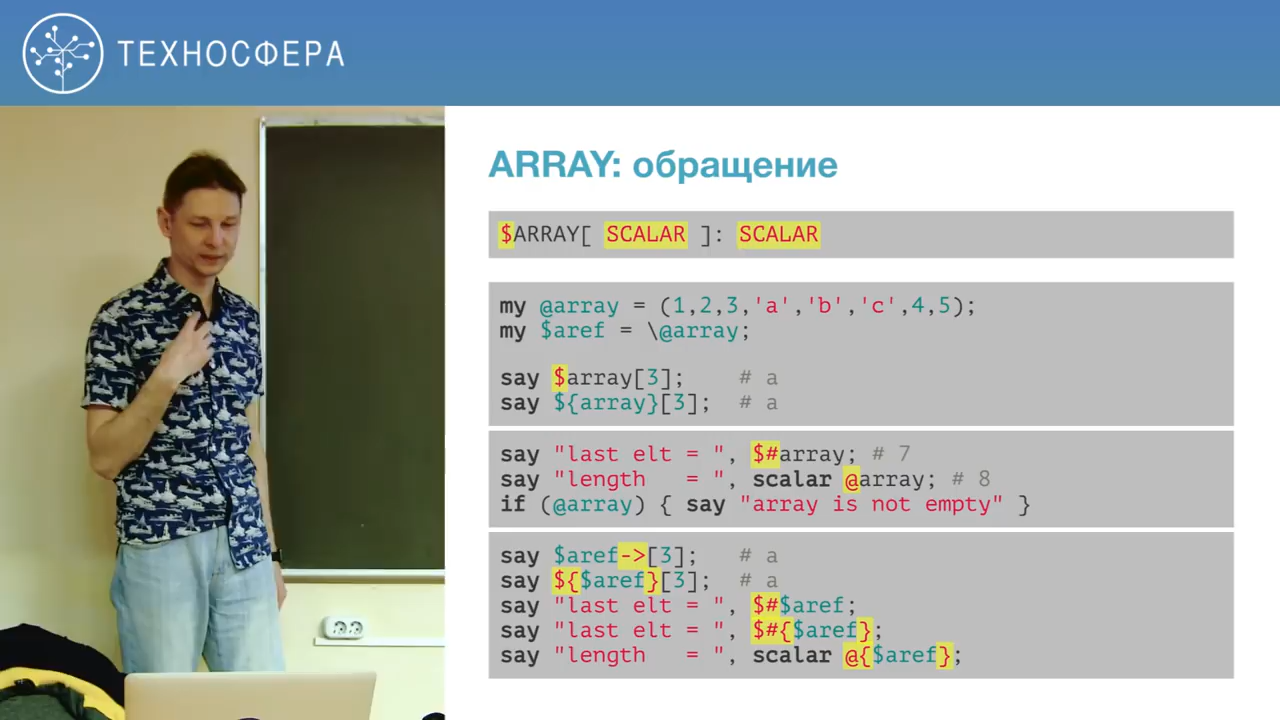 ТЕХНОСФЕРА
ARRAY: обращение
$ARRAY[ SCALAR ]: SCALAR
my @array = (1,2,3,'a','b','c',4,5);
my $aref = \@array;
say $array[3];    # a
say ${array}[3];  # a
say "last elt = ", $#array; # 7
say "length   = ", scalar @array; # 8
if (@array) { say "array is not empty" }
say $aref->[3];   # a
say ${$aref}[3];  # a
say "last elt = ", $#$aref;
say "last elt = ", $#{$aref};
say "length   = ", scalar @{$aref};